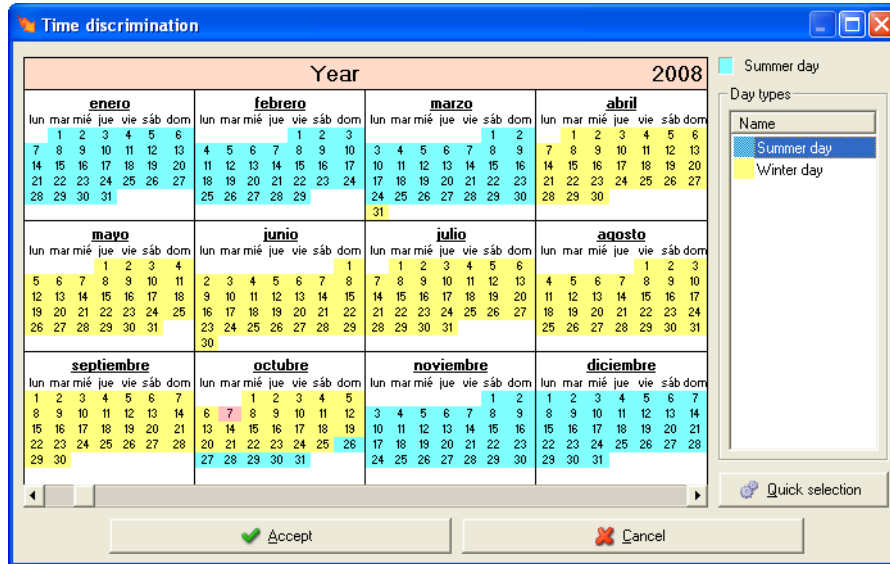 Time discrimination
Year 2008
enero febrero marzo abril
lun mar mié jue vie sáb dom lun mar mié jue vie sáb dom lun mar mié jue vie sáb dom lun mar mié jue vie sáb dom
1 2 3 4 5 6 1 2 3 1 2 1 2 3 4 5 6
7 8 9 10 11 12 13 4 5 6 7 8 9 10 3 4 5 6 7 8 9 7 8 9 10 11 12 13
14 15 16 17 18 19 20 11 12 13 14 15 16 17 10 11 12 13 14 15 16 14 15 16 17 18 19 20
21 22 23 24 25 26 27 18 19 20 21 22 23 24 17 18 19 20 21 22 23 21 22 23 24 25 26 27
28 29 30 31 25 26 27 28 29 24 25 26 27 28 29 30 28 29 30
31
mayo junio julio agosto
lun mar mié jue vie sáb dom lun mar mié jue vie sáb dom lun mar mié jue vie sáb dom lun mar mié jue vie sáb dom
1 2 3 4 1 1 2 3 4 5 6 1 2 3
5 6 7 8 9 10 11 2 3 4 5 6 7 8 7 8 9 10 11 12 13 4 5 6 7 8 9 10
12 13 14 15 16 17 18 9 10 11 12 13 14 15 14 15 16 17 18 19 20 11 12 13 14 15 16 17
19 20 21 22 23 24 25 16 17 18 19 20 21 22 21 22 23 24 25 26 27 18 19 20 21 22 23 24
26 27 28 29 30 31 23 24 25 26 27 28 29 28 29 30 31 25 26 27 28 29 30 31
30
septiembre octubre noviembre diciembre
lun mar mié jue vie sáb dom lun mar mié jue vie sáb dom lun mar mié jue vie sáb dom lun mar mié jue vie sáb dom
1 2 3 4 5 6 7 1 2 3 4 5 1 2 1 2 3 4 5 6 7
8 9 10 11 12 13 14 6 7 8 9 10 11 12 3 4 5 6 7 8 9 8 9 10 11 12 13 14
15 16 17 18 19 20 21 13 14 15 16 17 18 19 10 11 12 13 14 15 16 15 16 17 18 19 20 21
22 23 24 25 26 27 28 20 21 22 23 24 25 26 17 18 19 20 21 22 23 22 23 24 25 26 27 28
29 30 27 28 29 30 31 24 25 26 27 28 29 30 29 30 31
Summer day
Day types
Name
Summer day
Winter day
Quick selection
Accept
Cancel